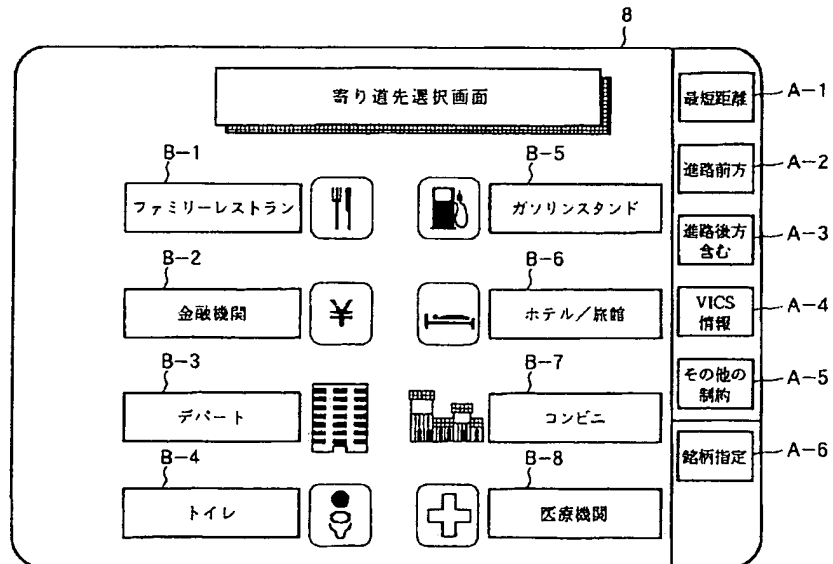 8
寄り道先選択画面
B-1
ファミリーレストラン
B-5
ガソリンスタンド
B-2
金融機関
¥
B-6
ホテル/旅館
B-3
デパート
B-7
コンビニ
B-4
トイレ
B-8
医療機関
最短距離
A-1
進路前方
A-2
進路後方
含む
A-3
VICS
情報
A-4
その他の
制約
A-5
銘柄指定
A-6